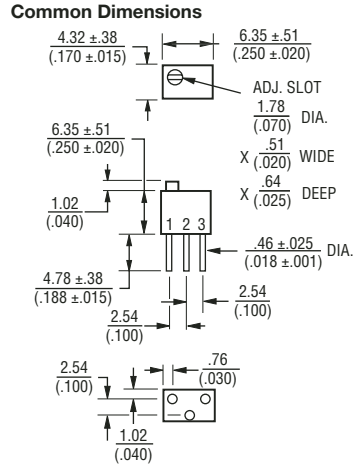 Common Dimensions
4.32 ±.38
(.170 ±.015)
6.35 ±.51
(.250 ±.020)
ADJ. SLOT
1.78
(.070) DIA.
X .51
(.020) WIDE
X .64
(.025) DEEP
6.35 ±.51
(.250 ±.020)
1.02
(.040)
1 2 3
.46 ±.025
(.018 ±.001) DIA.
4.78 ±.38
(.188 ±.015)
2.54
(.100)
2.54
(.100)
2.54
(.100)
.76
(.030)
1.02
(.040)